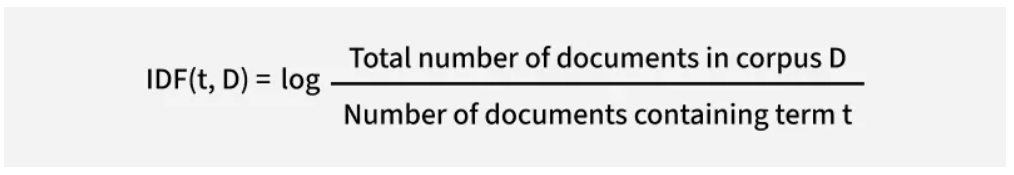 Total number of documents in corpus D
IDF(t, D) = log
Number of documents containing term t